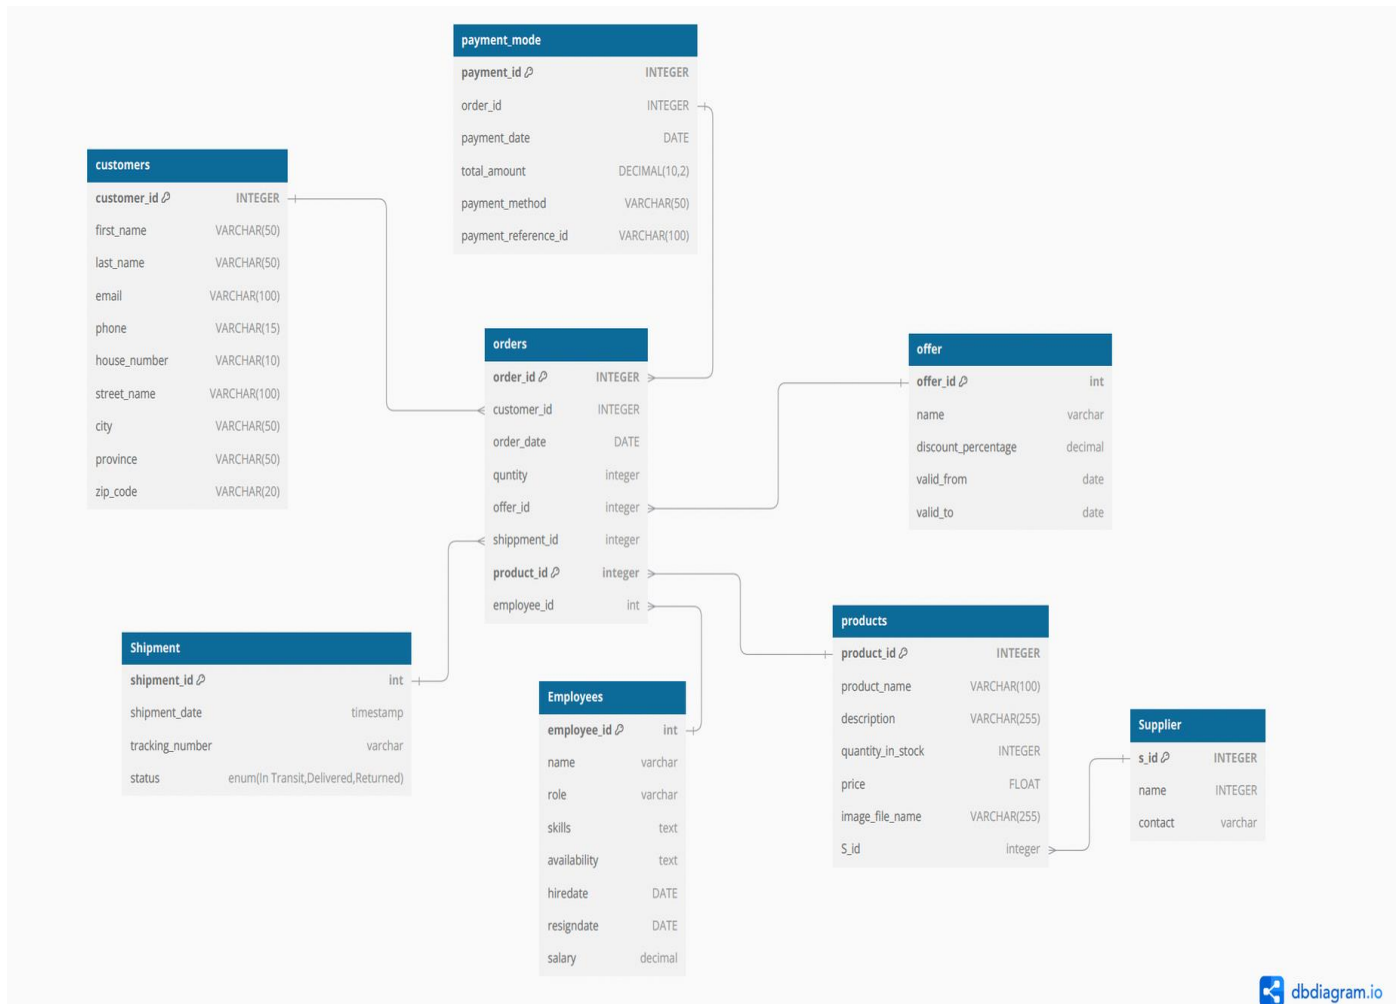 payment_mode
payment_id INTEGER
order_id INTEGER
payment_date DATE
total_amount DECIMAL(10,2)
payment_method VARCHAR(50)
payment_reference_id VARCHAR(100)
customers
customer_id INTEGER
first_name VARCHAR(50)
last_name VARCHAR(50)
email VARCHAR(100)
phone VARCHAR(15)
house_number VARCHAR(10)
street_name VARCHAR(100)
city VARCHAR(50)
province VARCHAR(50)
zip_code VARCHAR(20)
orders
order_id INTEGER
customer_id INTEGER
order_date DATE
quntity integer
offer_id integer
shippment_id integer
product_id integer
employee_id int
offer
offer_id int
name varchar
discount_percentage decimal
valid_from date
valid_to date
Shipment
shipment_id int
shipment_date timestamp
tracking_number varchar
status enum(In Transit,Delivered,Returned)
Employees
employee_id int
name varchar
role varchar
skills text
availability text
hiredate DATE
resigndate DATE
salary decimal
products
product_id INTEGER
product_name VARCHAR(100)
description VARCHAR(255)
quantity_in_stock INTEGER
price FLOAT
image_file_name VARCHAR(255)
S_id integer
Supplier
s_id INTEGER
name INTEGER
contact varchar
dbdiagram.io